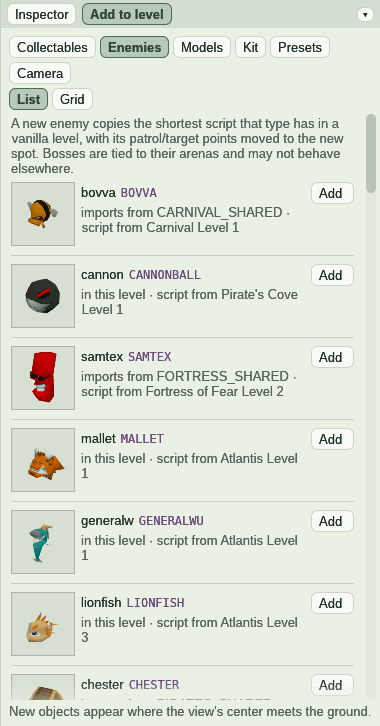 Inspector Add to level ▾
Collectables Enemies Models Kit Presets
Camera
List Grid
A new enemy copies the shortest script that type has in a
vanilla level, with its patrol/target points moved to the new
spot. Bosses are tied to their arenas and may not behave
elsewhere.
bovva BOVVA Add
imports from CARNIVAL_SHARED ·
script from Carnival Level 1
cannon CANNONBALL Add
in this level · script from Pirate's Cove
Level 1
samtex SAMTEX Add
imports from FORTRESS_SHARED ·
script from Fortress of Fear Level 2
mallet MALLET Add
in this level · script from Atlantis Level
1
generalw GENERALWU Add
in this level · script from Atlantis Level
1
lionfish LIONFISH Add
in this level · script from Atlantis Level
3
chester CHESTER Add
New objects appear where the view's center meets the ground.